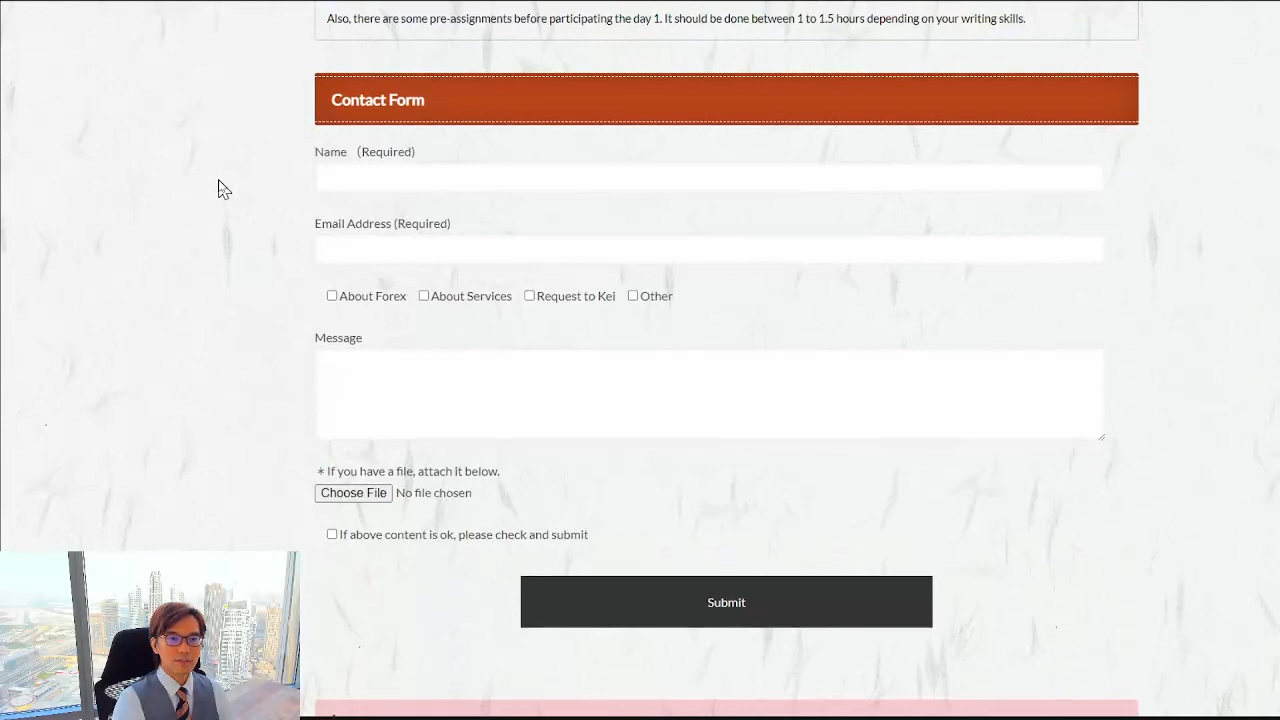 Also, there are some pre-assignments before participating the day 1. It should be done between 1 to 1.5 hours depending on your writing skills.
Contact Form
Name (Required)
Email Address (Required)
About Forex About Services Request to Kei Other
Message
＊If you have a file, attach it below.
Choose File No file chosen
If above content is ok, please check and submit
Submit